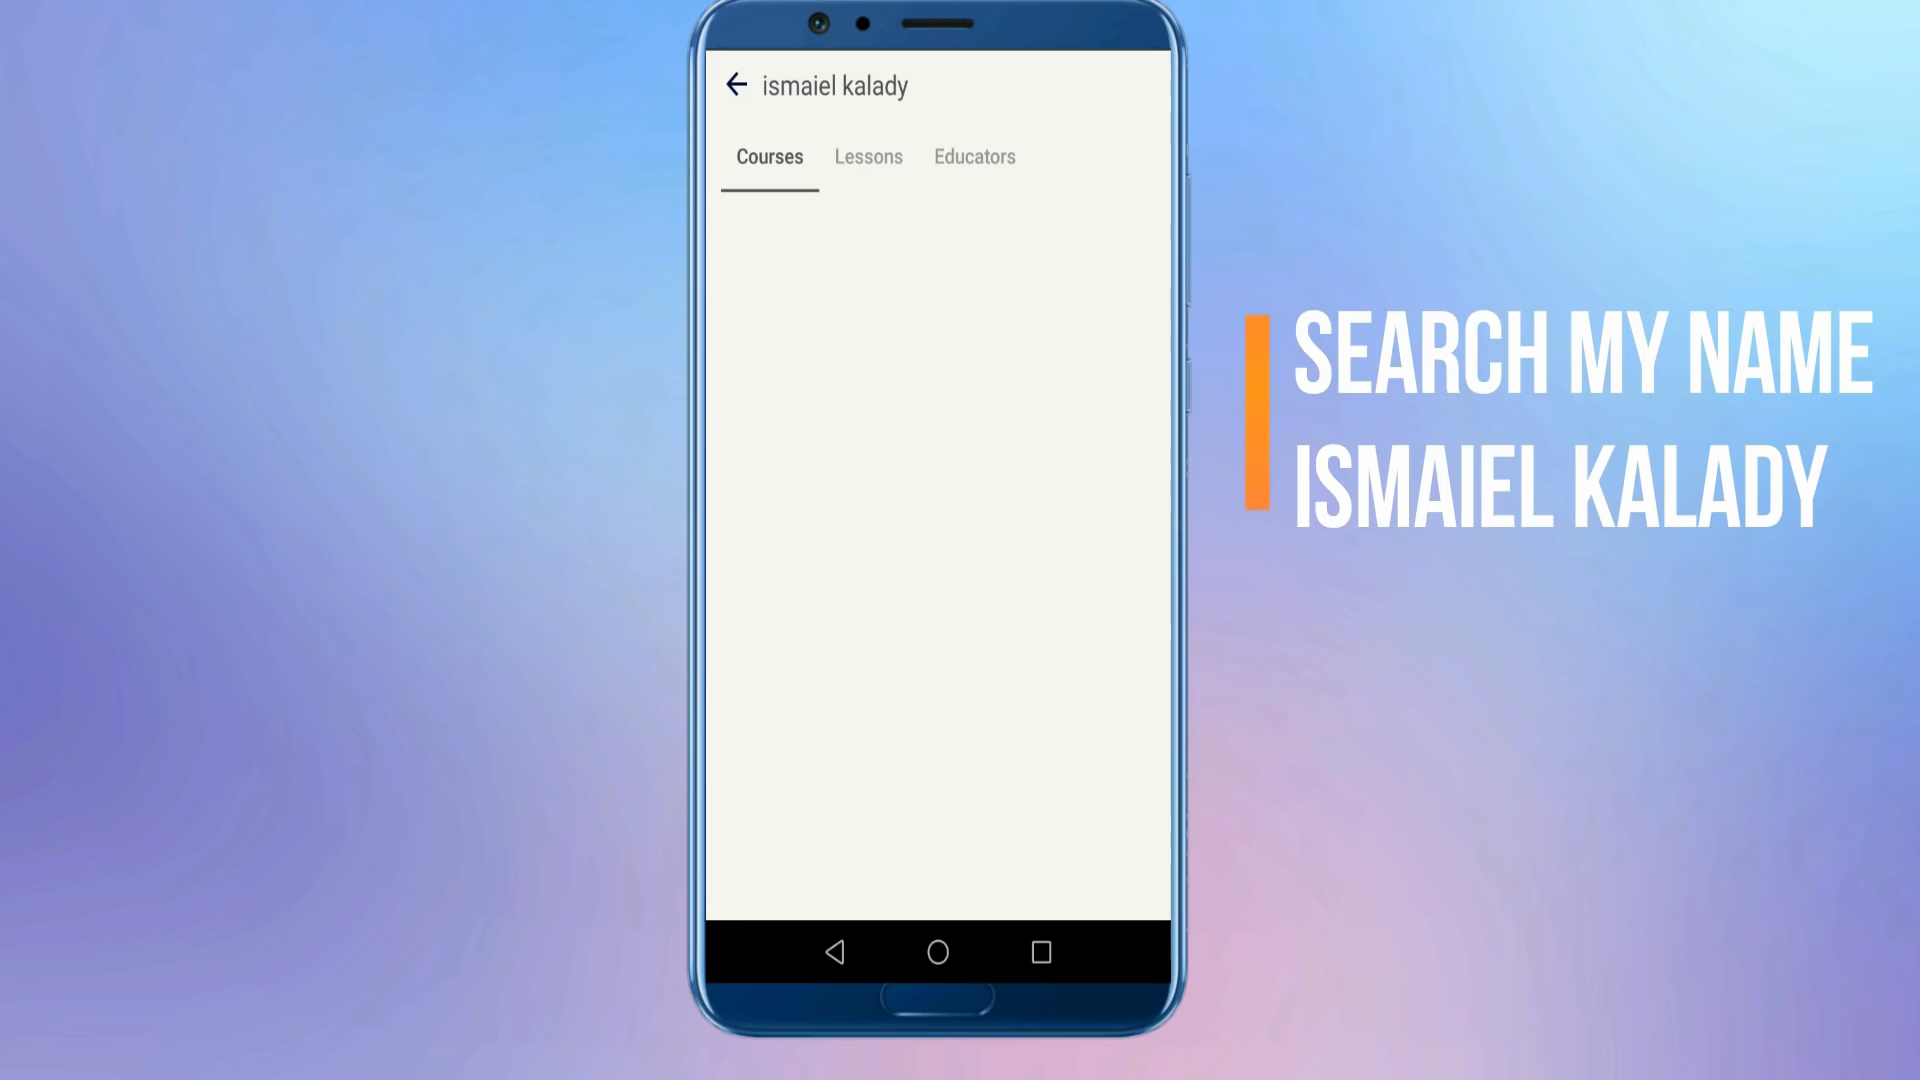 ismaiel kalady
Courses Lessons Educators
SEARCH MY NAME
ISMAIEL KALADY